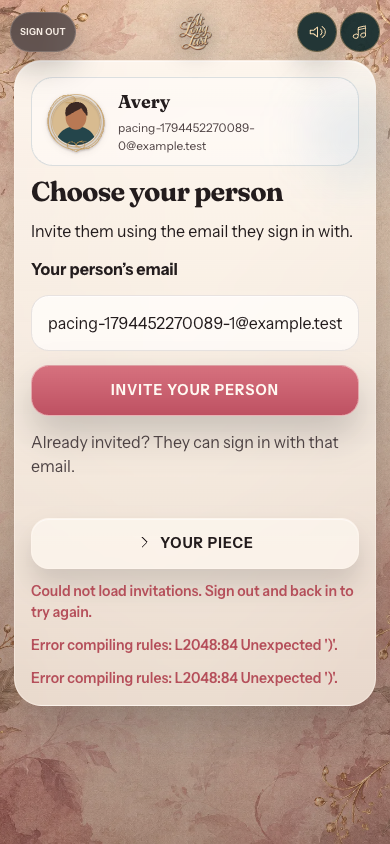 SIGN OUT
At
Long
Last
Avery
pacing-1794452270089-
0@example.test
Choose your person
Invite them using the email they sign in with.
Your person’s email
pacing-1794452270089-1@example.test
INVITE YOUR PERSON
Already invited? They can sign in with that
email.
YOUR PIECE
Could not load invitations. Sign out and back in to
try again.
Error compiling rules: L2048:84 Unexpected ')'.
Error compiling rules: L2048:84 Unexpected ')'.